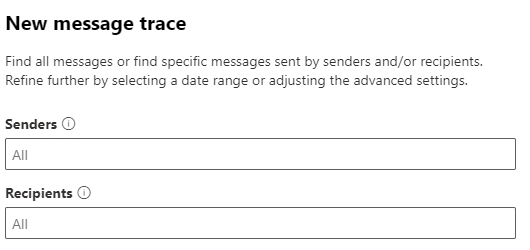 New message trace
Find all messages or find specific messages sent by senders and/or recipients.
Refine further by selecting a date range or adjusting the advanced settings.
Senders
All
Recipients
All